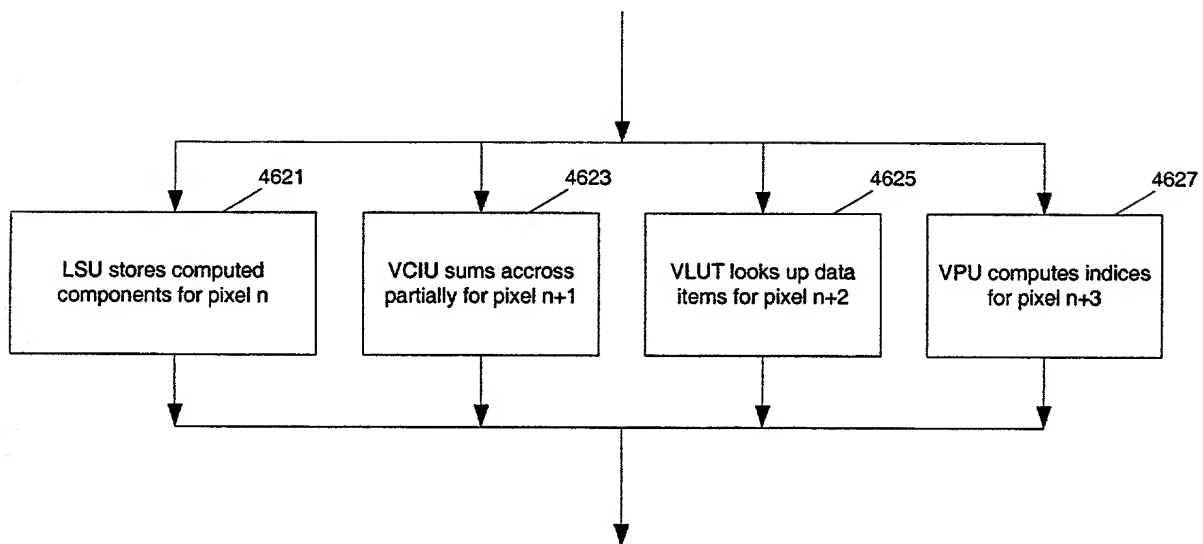 4621
4623
4625
4627
LSU stores computed
components for pixel n
VCIU sums accross
partially for pixel n+1
VLUT looks up data
items for pixel n+2
VPU computes indices
for pixel n+3